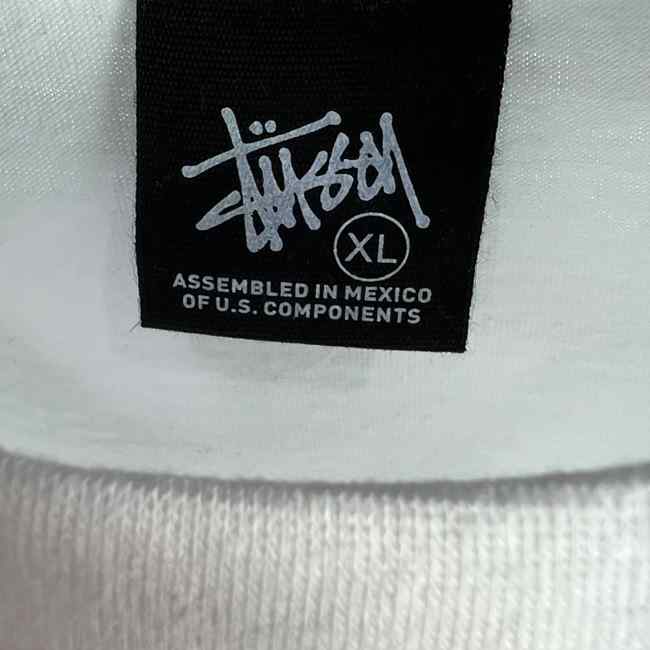 Stüssy
XL
ASSEMBLED IN MEXICO
OF U.S. COMPONENTS